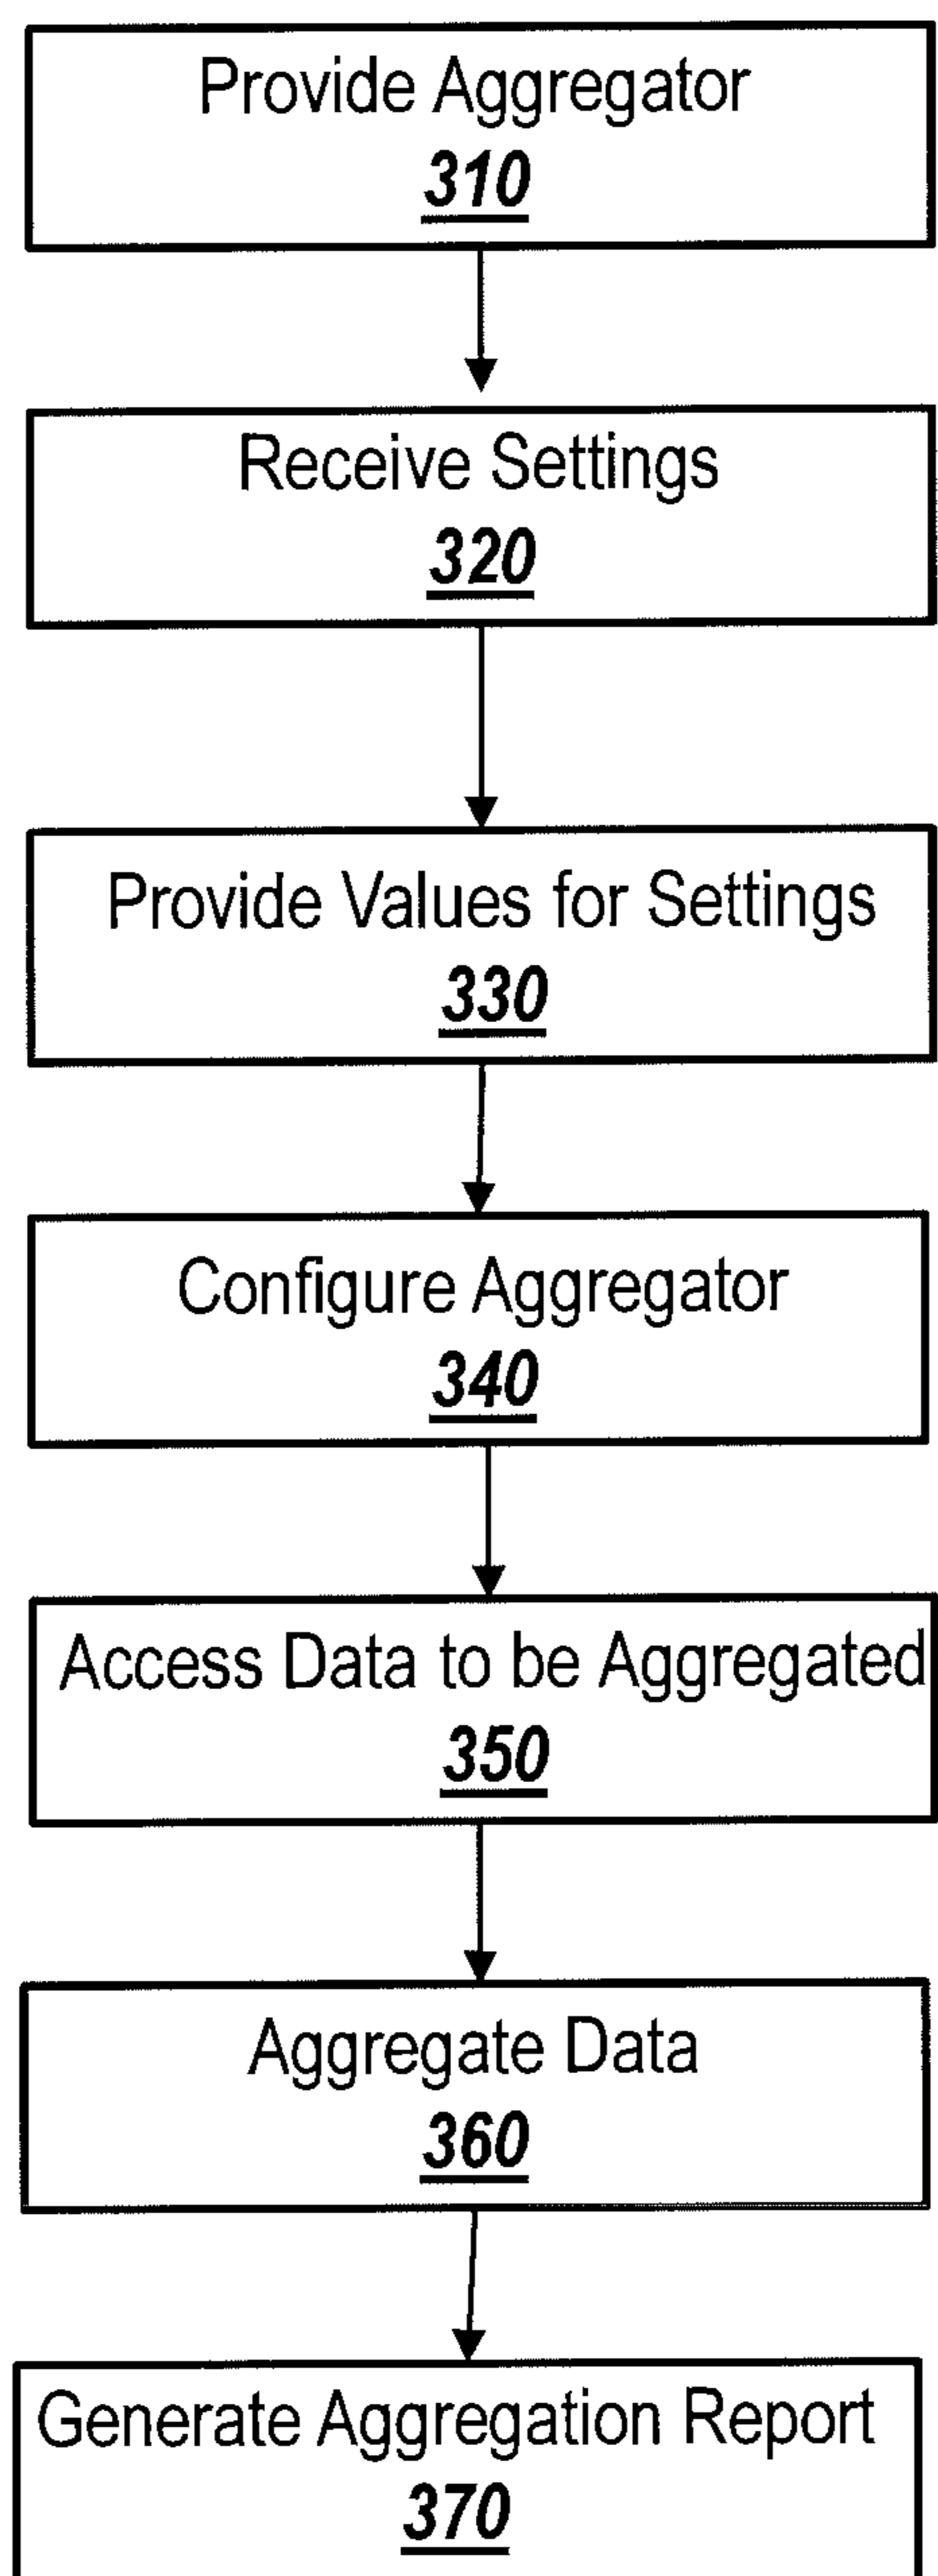 Provide Aggregator
310
Receive Settings
320
Provide Values for Settings
330
Configure Aggregator
340
Access Data to be Aggregated
350
Aggregate Data
360
Generate Aggregation Report
370